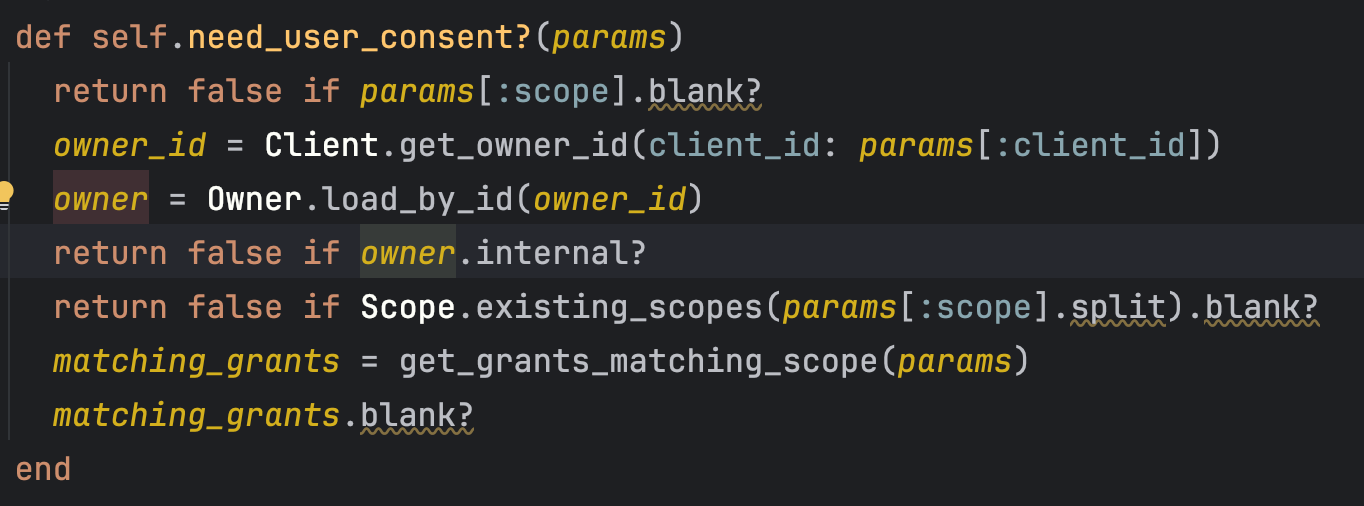 def self.need_user_consent?(params)
  return false if params[:scope].blank?
  owner_id = Client.get_owner_id(client_id: params[:client_id])
  owner = Owner.load_by_id(owner_id)
  return false if owner.internal?
  return false if Scope.existing_scopes(params[:scope].split).blank?
  matching_grants = get_grants_matching_scope(params)
  matching_grants.blank?
end